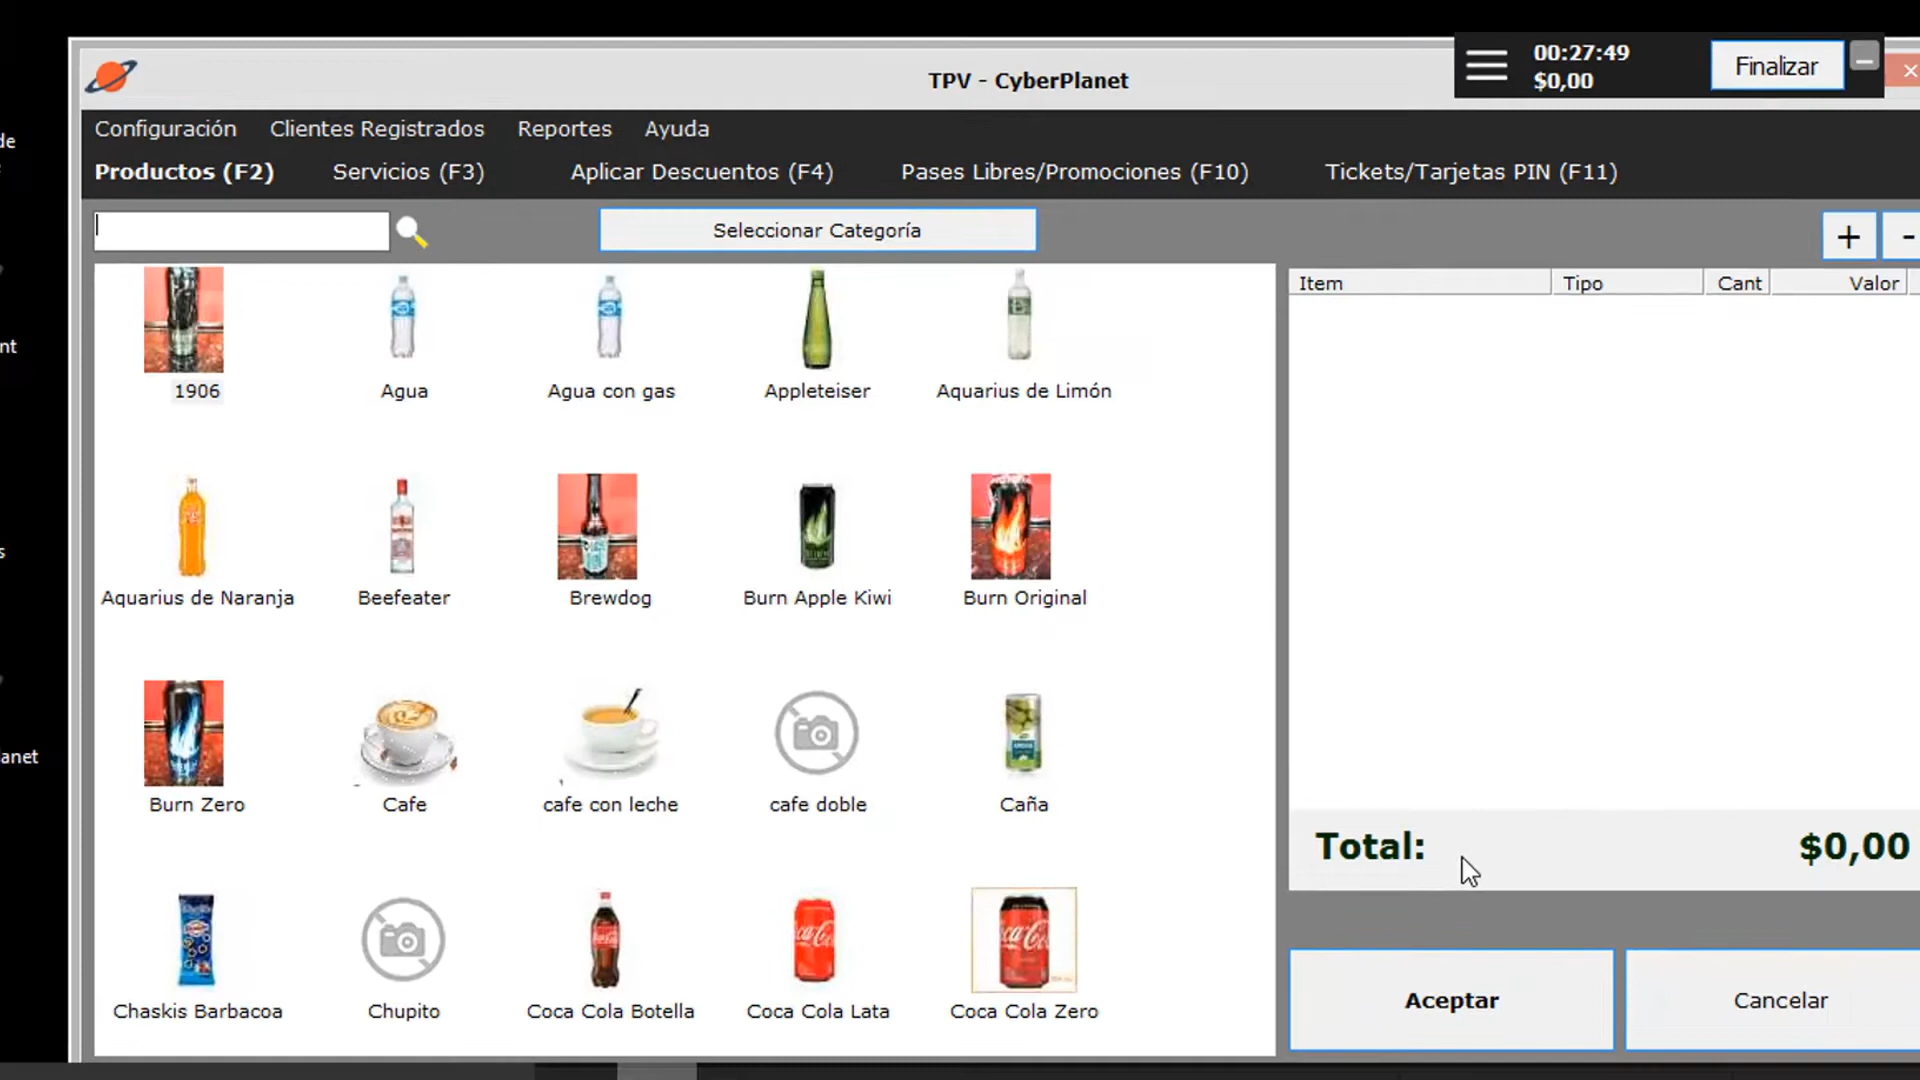 de
nt
s
anet
TPV - CyberPlanet
00:27:49
$0,00
Finalizar
Configuración Clientes Registrados Reportes Ayuda
Productos (F2) Servicios (F3) Aplicar Descuentos (F4) Pases Libres/Promociones (F10) Tickets/Tarjetas PIN (F11)
Seleccionar Categoría
+ -
Item Tipo Cant Valor
1906 Agua Agua con gas Appleteiser Aquarius de Limón
Aquarius de Naranja Beefeater Brewdog Burn Apple Kiwi Burn Original
Burn Zero Cafe cafe con leche cafe doble Caña
Chaskis Barbacoa Chupito Coca Cola Botella Coca Cola Lata Coca Cola Zero
Total: $0,00
Aceptar Cancelar